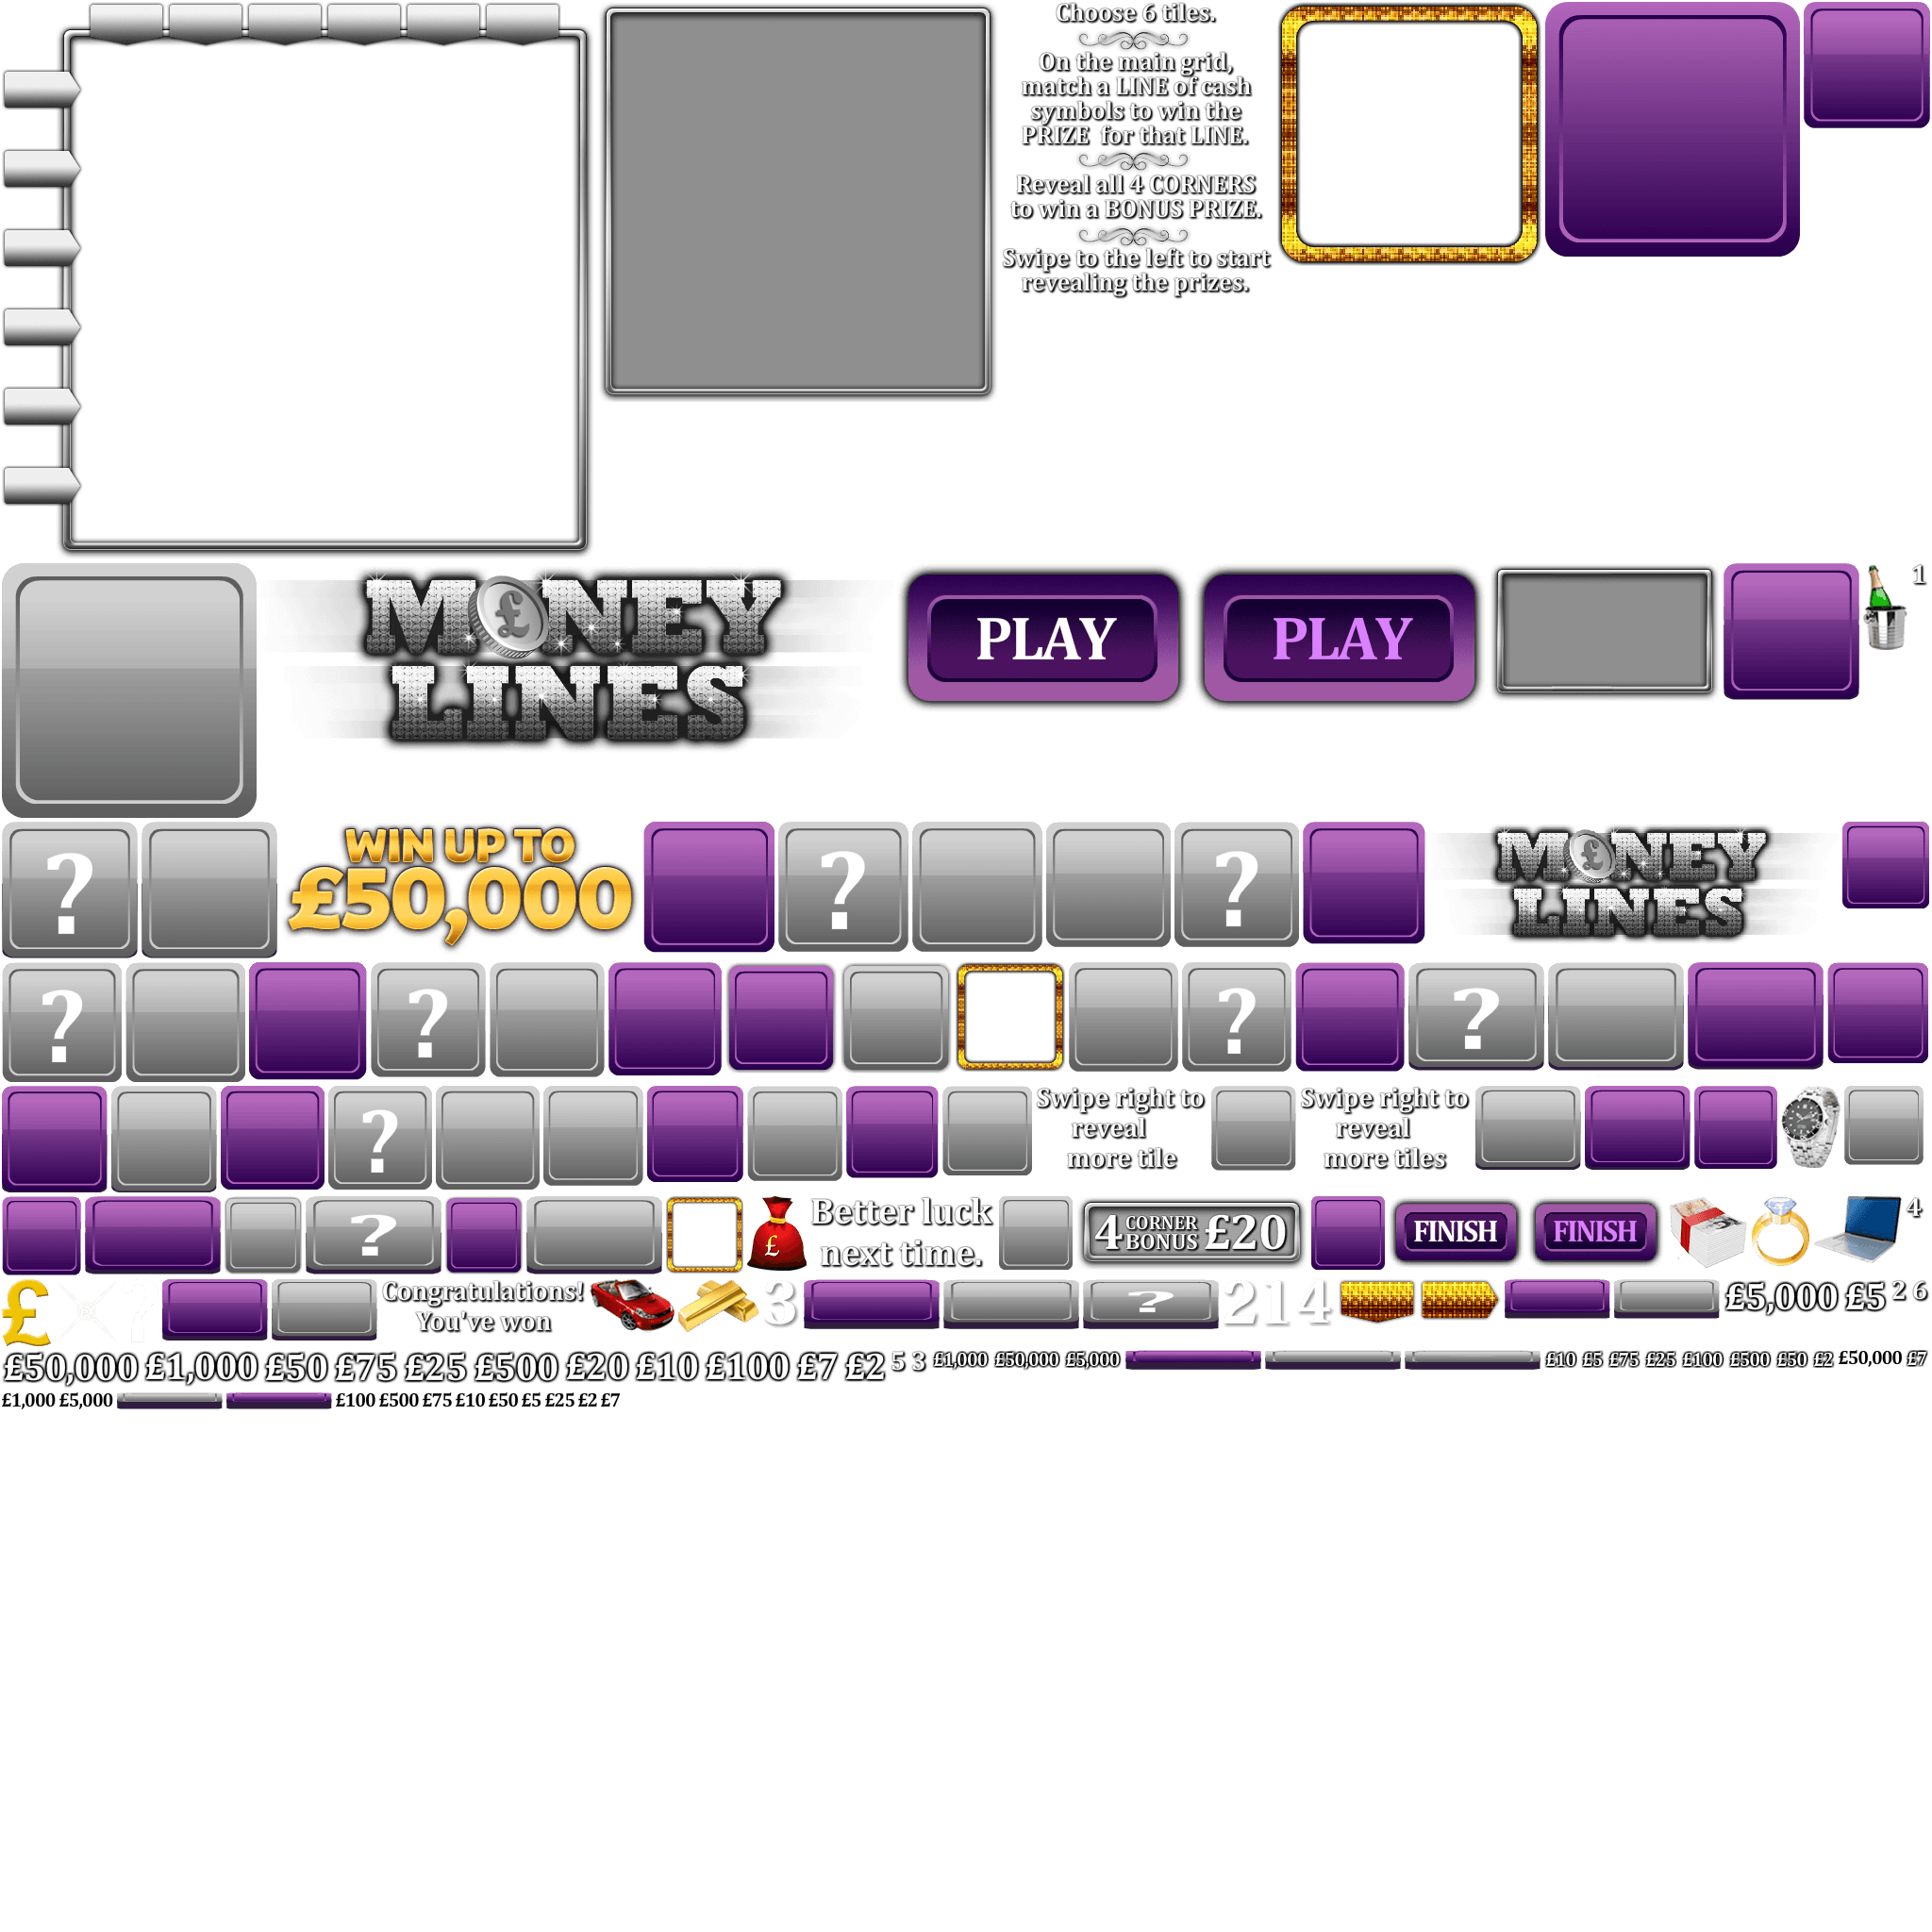 Choose 6 tiles.
On the main grid,
match a LINE of cash
symbols to win the
PRIZE for that LINE.
Reveal all 4 CORNERS
to win a BONUS PRIZE.
Swipe to the left to start
revealing the prizes.
MONEY
LINES
PLAY
PLAY
1
?
WIN UP TO
£50,000
?
?
MONEY
LINES
?
?
?
?
?
Swipe right to
reveal
more tile
Swipe right to
reveal
more tiles
?
Better luck
next time.
4 CORNER BONUS £20
FINISH
FINISH
4
£
?
Congratulations!
You've won
3
?
2 1 4
£5,000 £5 2 6
£50,000 £1,000 £50 £75 £25 £500 £20 £10 £100 £7 £2 5 3 £1,000 £50,000 £5,000 £10 £5 £75 £25 £100 £500 £50 £2 £50,000 £7
£1,000 £5,000 £100 £500 £75 £10 £50 £5 £25 £2 £7